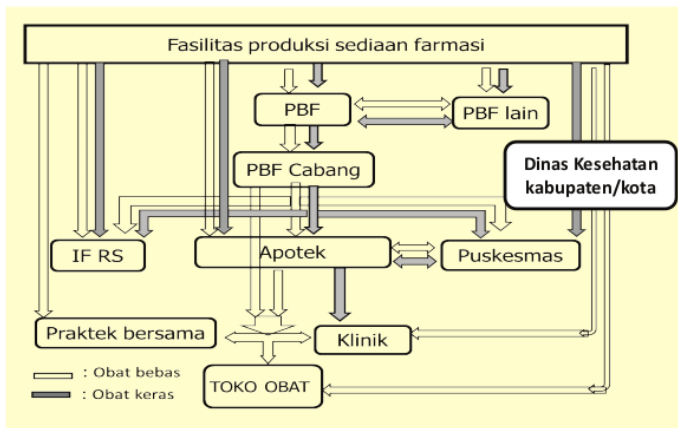 Fasilitas produksi sediaan farmasi
PBF
PBF lain
PBF Cabang
Dinas Kesehatan
kabupaten/kota
IF RS
Apotek
Puskesmas
Praktek bersama
Klinik
: Obat bebas
: Obat keras
TOKO OBAT